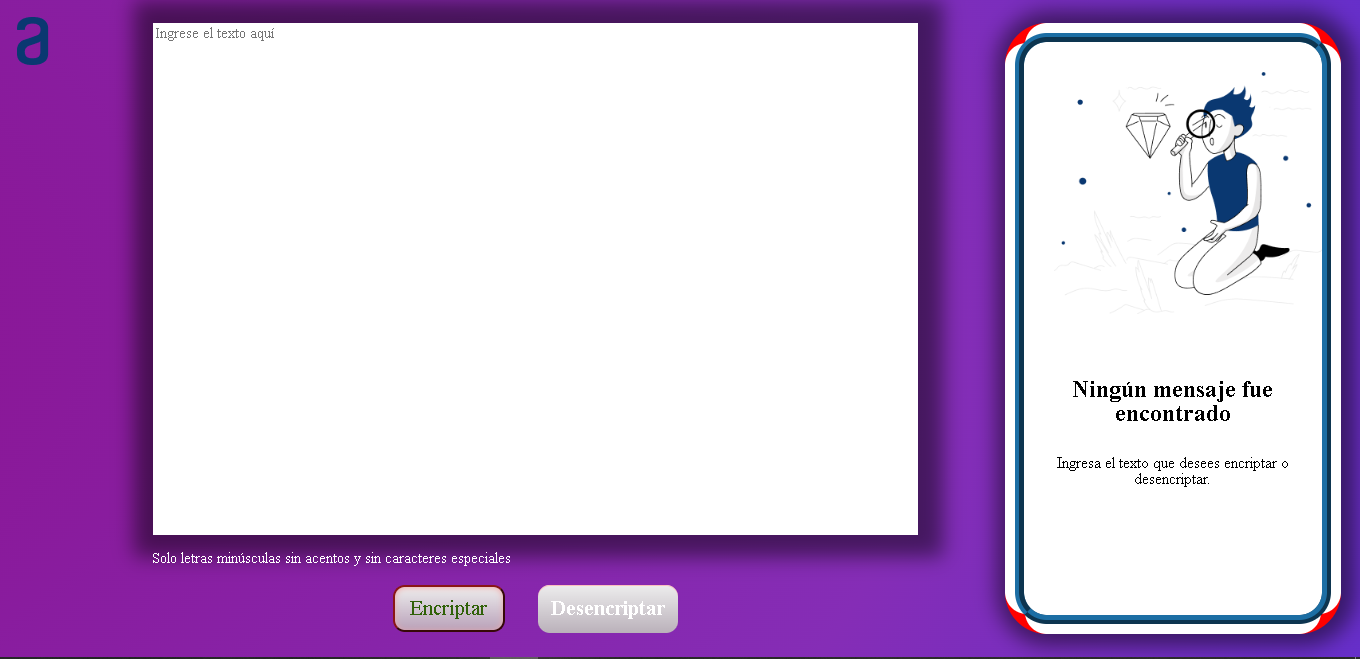 a
Ingrese el texto aquí
Solo letras minúsculas sin acentos y sin caracteres especiales
Encriptar
Desencriptar
Ningún mensaje fue
encontrado
Ingresa el texto que desees encriptar o
desencriptar.